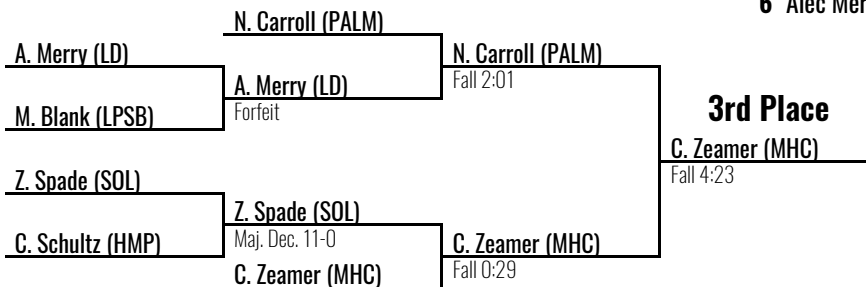 6 Alec
N. Carroll (PALM)
A. Merry (LD)
N. Carroll (PALM)
Fall 2:01
A. Merry (LD)
Forfeit
M. Blank (LPSB)
3rd Place
C. Zeamer (MHC)
Fall 4:23
Z. Spade (SOL)
Z. Spade (SOL)
Maj. Dec. 11-0
C. Schultz (HMP)
C. Zeamer (MHC)
Fall 0:29
C. Zeamer (MHC)